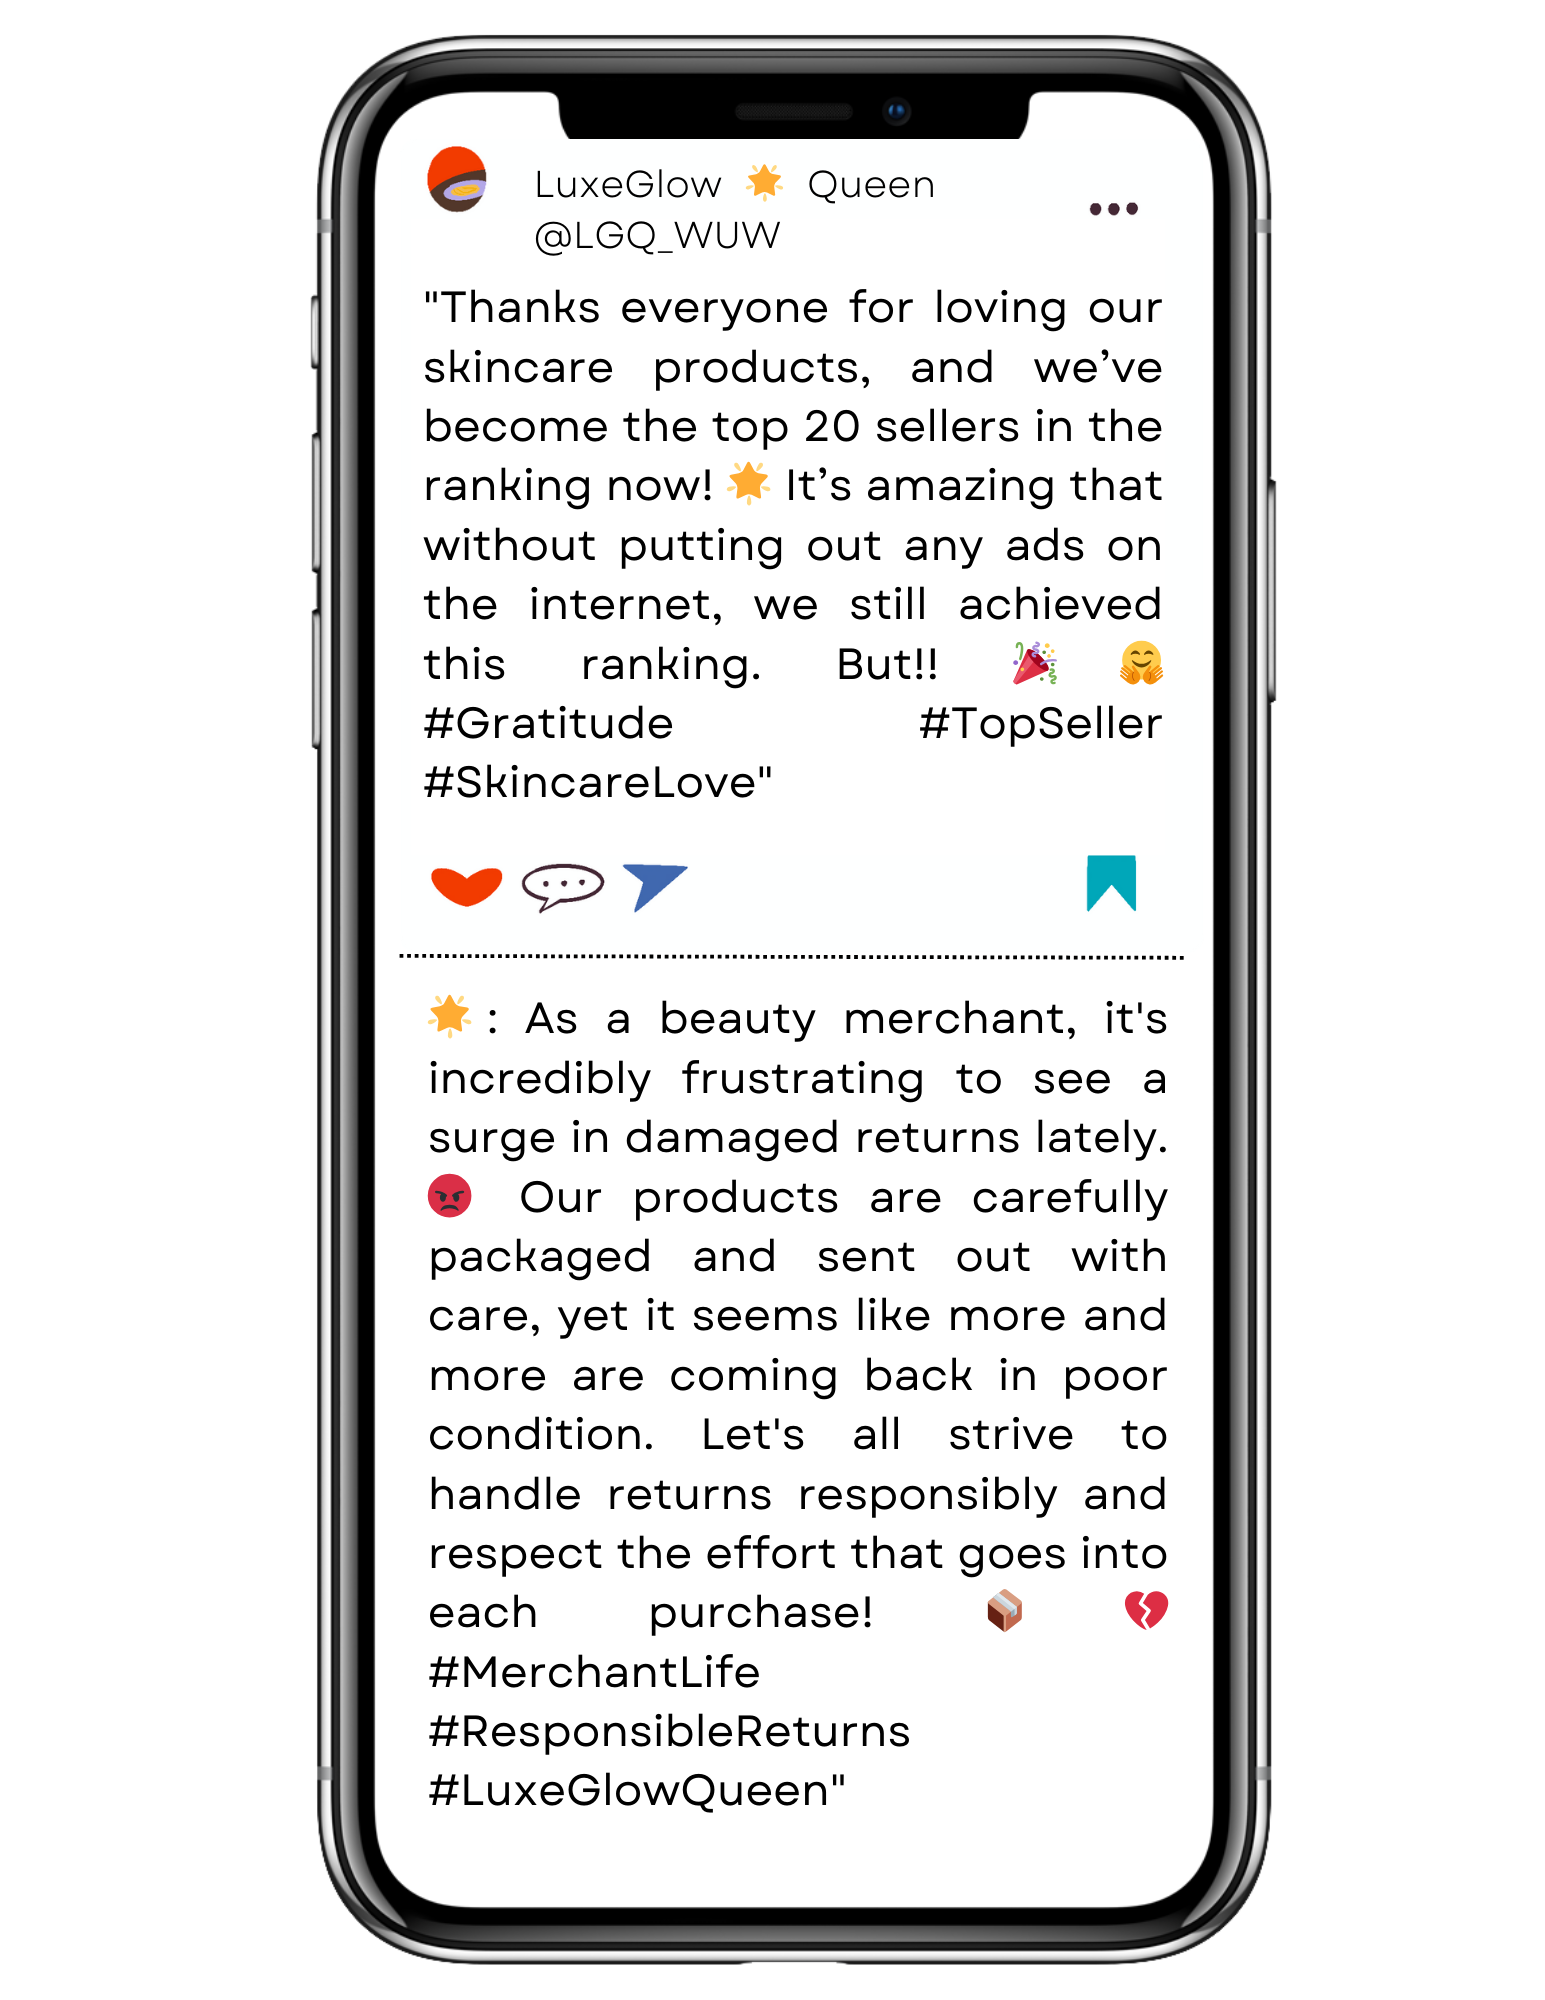 LuxeGlow 🌟 Queen
@LGQ_WUW
"Thanks everyone for loving our
skincare products, and we’ve
become the top 20 sellers in the
ranking now! 🌟 It’s amazing that
without putting out any ads on
the internet, we still achieved
this ranking. But!! 🎉 🤗
#Gratitude #TopSeller
#SkincareLove"
🌟: As a beauty merchant, it's
incredibly frustrating to see a
surge in damaged returns lately.
😡 Our products are carefully
packaged and sent out with
care, yet it seems like more and
more are coming back in poor
condition. Let's all strive to
handle returns responsibly and
respect the effort that goes into
each purchase! 📦 💔
#MerchantLife
#ResponsibleReturns
#LuxeGlowQueen"